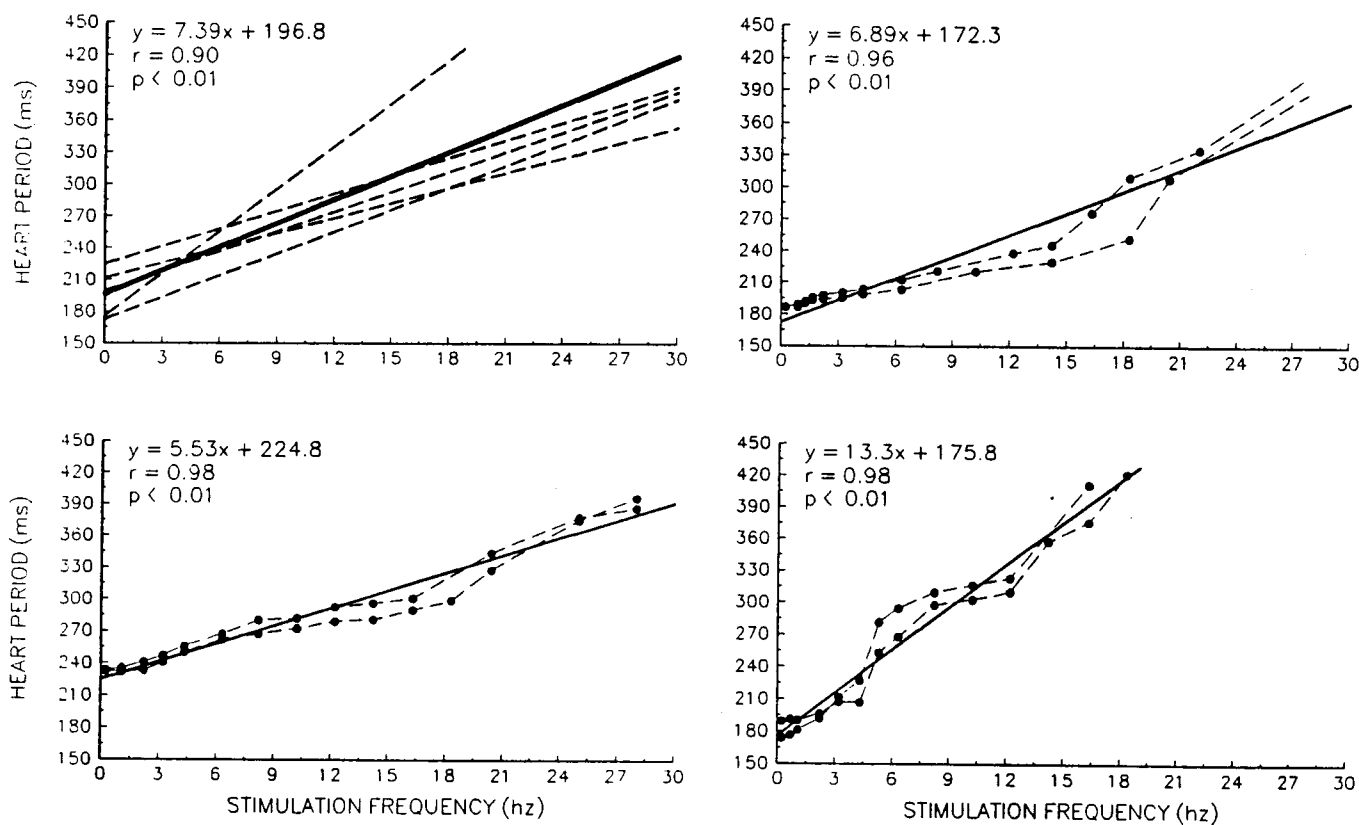 y = 7.39x + 196.8
r = 0.90
p < 0.01
HEART PERIOD (ms)
450
420
390
360
330
300
270
240
210
180
150
0 3 6 9 12 15 18 21 24 27 30
y = 6.89x + 172.3
r = 0.96
p < 0.01
450
420
390
360
330
300
270
240
210
180
150
0 3 6 9 12 15 18 21 24 27 30
y = 5.53x + 224.8
r = 0.98
p < 0.01
HEART PERIOD (ms)
450
420
390
360
330
300
270
240
210
180
150
0 3 6 9 12 15 18 21 24 27 30
STIMULATION FREQUENCY (hz)
y = 13.3x + 175.8
r = 0.98
p < 0.01
450
420
390
360
330
300
270
240
210
180
150
0 3 6 9 12 15 18 21 24 27 30
STIMULATION FREQUENCY (hz)